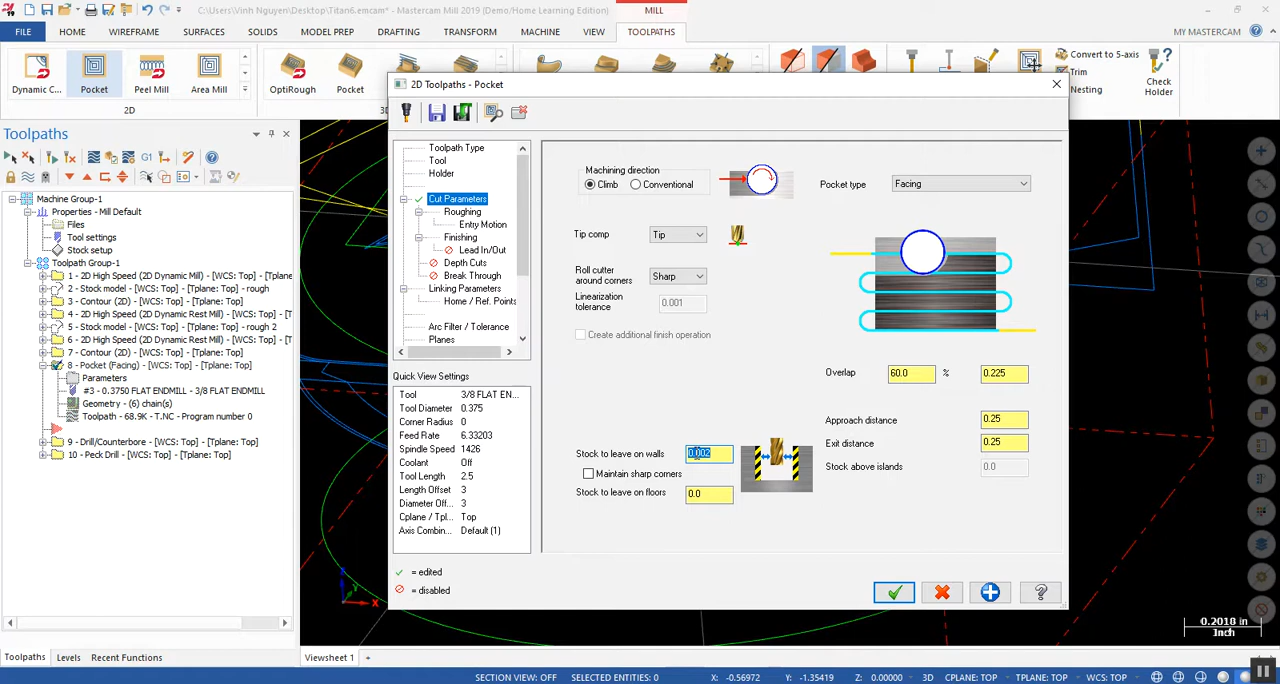 C:\Users\Vinh Nguyen\Desktop\Titan6.emcam* - Mastercam Mill 2019 (Demo/Home Learning Edition)
MILL
FILE HOME WIREFRAME SURFACES SOLIDS MODEL PREP DRAFTING TRANSFORM MACHINE VIEW TOOLPATHS MY MASTERCAM
Dynamic C... Pocket Peel Mill Area Mill OptiRough Pocket
2D
Convert to 5-axis
Trim
Nesting
Check
Holder
Toolpaths
Machine Group-1
Properties - Mill Default
Files
Tool settings
Stock setup
Toolpath Group-1
1 - 2D High Speed (2D Dynamic Mill) - [WCS: Top] - [Tplane:
2 - Stock model - [WCS: Top] - [Tplane: Top] - rough
3 - Contour (2D) - [WCS: Top] - [Tplane: Top]
4 - 2D High Speed (2D Dynamic Rest Mill) - [WCS: Top] - [T
5 - Stock model - [WCS: Top] - [Tplane: Top] - rough 2
6 - 2D High Speed (2D Dynamic Rest Mill) - [WCS: Top] - [T
7 - Contour (2D) - [WCS: Top] - [Tplane: Top]
8 - Pocket (Facing) - [WCS: Top] - [Tplane: Top]
Parameters
#3 - 0.3750 FLAT ENDMILL - 3/8 FLAT ENDMILL
Geometry - (6) chain(s)
Toolpath - 68.9K - T.NC - Program number 0
9 - Drill/Counterbore - [WCS: Top] - [Tplane: Top]
10 - Peck Drill - [WCS: Top] - [Tplane: Top]
2D Toolpaths - Pocket
Toolpath Type
Tool
Holder
Cut Parameters
Roughing
Entry Motion
Finishing
Lead In/Out
Depth Cuts
Break Through
Linking Parameters
Home / Ref. Points
Arc Filter / Tolerance
Planes
Quick View Settings
Tool 3/8 FLAT EN...
Tool Diameter 0.375
Corner Radius 0
Feed Rate 6.33203
Spindle Speed 1426
Coolant Off
Tool Length 2.5
Length Offset 3
Diameter Off... 3
Cplane / Tpl... Top
Axis Combin... Default (1)
= edited
= disabled
Machining direction
Climb Conventional
Pocket type Facing
Tip comp Tip
Roll cutter
around corners Sharp
Linearization
tolerance 0.001
Create additional finish operation
Overlap 60.0 % 0.225
Approach distance 0.25
Exit distance 0.25
Stock above islands 0.0
Stock to leave on walls 0.002
Maintain sharp corners
Stock to leave on floors 0.0
0.2018 in
Inch
Toolpaths Levels Recent Functions Viewsheet 1 +
SECTION VIEW: OFF SELECTED ENTITIES: 0 X: -0.56972 Y: -1.35419 Z: 0.00000 3D CPLANE: TOP TPLANE: TOP WCS: TOP